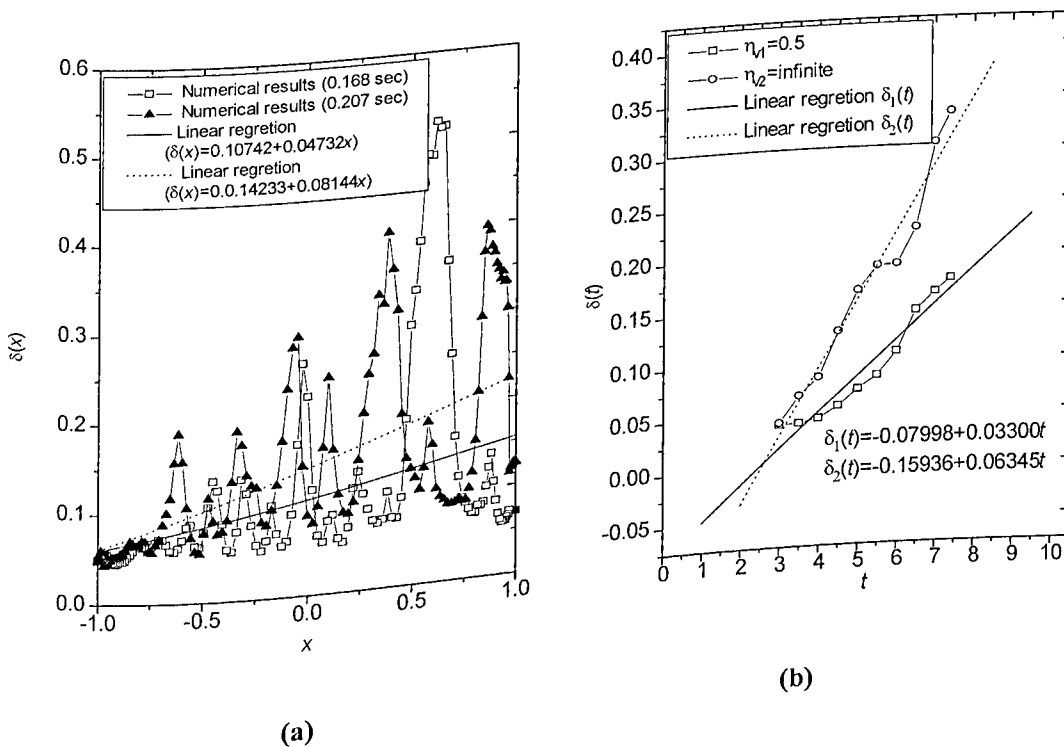 0.6
0.5
0.4
0.3
0.2
0.1
0.0
δ(x)
-1.0
-0.5
0.0
0.5
1.0
x
Numerical results (0.168 sec)
Numerical results (0.207 sec)
Linear regretion
(δ(x)=0.10742+0.04732x)
Linear regretion
(δ(x)=0.0.14233+0.08144x)
(a)
0.40
0.35
0.30
0.25
0.20
0.15
0.10
0.05
0.00
-0.05
δ(t)
0 1 2 3 4 5 6 7 8 9 10
t
ηv1=0.5
ηv2=infinite
Linear regretion δ1(t)
Linear regretion δ2(t)
δ1(t)=-0.07998+0.03300t
δ2(t)=-0.15936+0.06345t
(b)